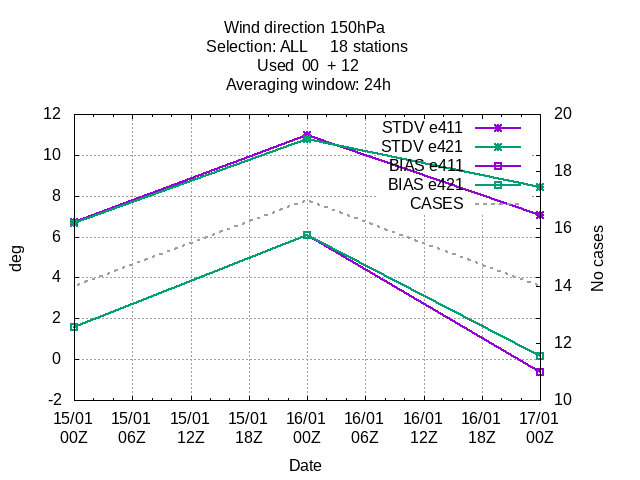 Wind direction 150hPa
Selection: ALL 18 stations
Used 00 + 12
Averaging window: 24h
12
10
8
6
4
2
0
-2
deg
20
18
16
14
12
10
No cases
STDV e411
STDV e421
BIAS e411
BIAS e421
CASES
15/01 15/01 15/01 15/01 16/01 16/01 16/01 16/01 17/01
00Z 06Z 12Z 18Z 00Z 06Z 12Z 18Z 00Z
Date